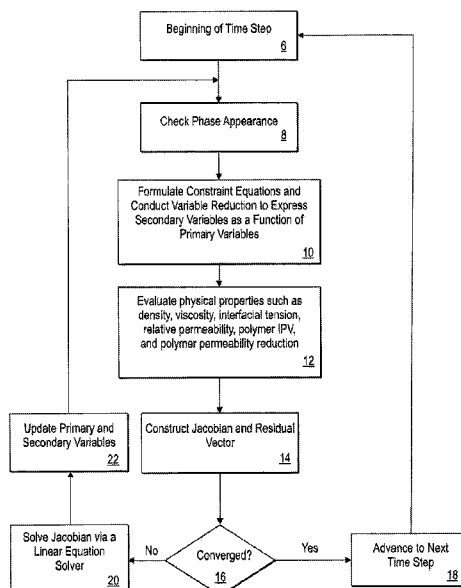 Beginning of Time Step
6
Check Phase Appearance
8
Formulate Constraint Equations and
Conduct Variable Reduction to Express
Secondary Variables as a Function of
Primary Variables
10
Evaluate physical properties such as
density, viscosity, interfacial tension,
relative permeability, polymer IPV,
and polymer permeability reduction
12
Update Primary and
Secondary Variables
22
Construct Jacobian and Residual
Vector
14
Solve Jacobian via a
Linear Equation
Solver
20
No
Converged?
16
Yes
Advance to Next
Time Step
18